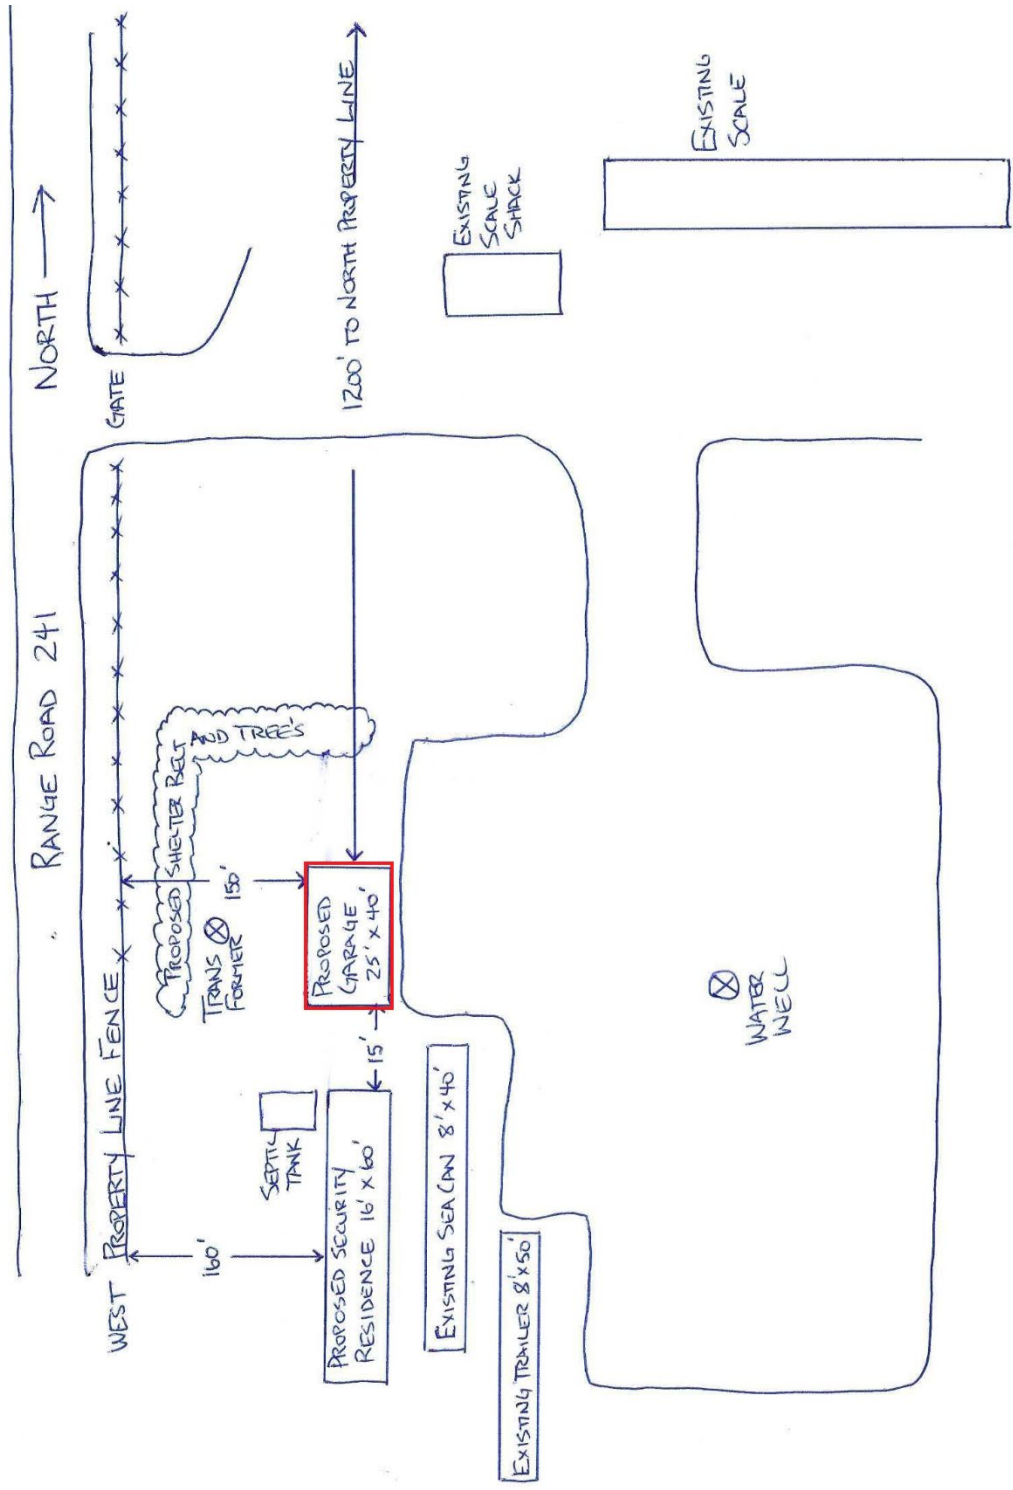 RANGE ROAD 241
NORTH
WEST PROPERTY LINE FENCE
GATE
PROPOSED SHELTER BELT
AND TREE'S
TRANS
FORMER
150'
160'
1200' TO NORTH PROPERTY LINE
PROPOSED
GARAGE
25' x 40'
15'
SEPTIC
TANK
PROPOSED SECURITY
RESIDENCE 16' x 60'
EXISTING SEA CAN 8' x 40'
EXISTING TRAILER 8' x 50'
EXISTING
SCALE
SHACK
EXISTING
SCALE
WATER
WELL